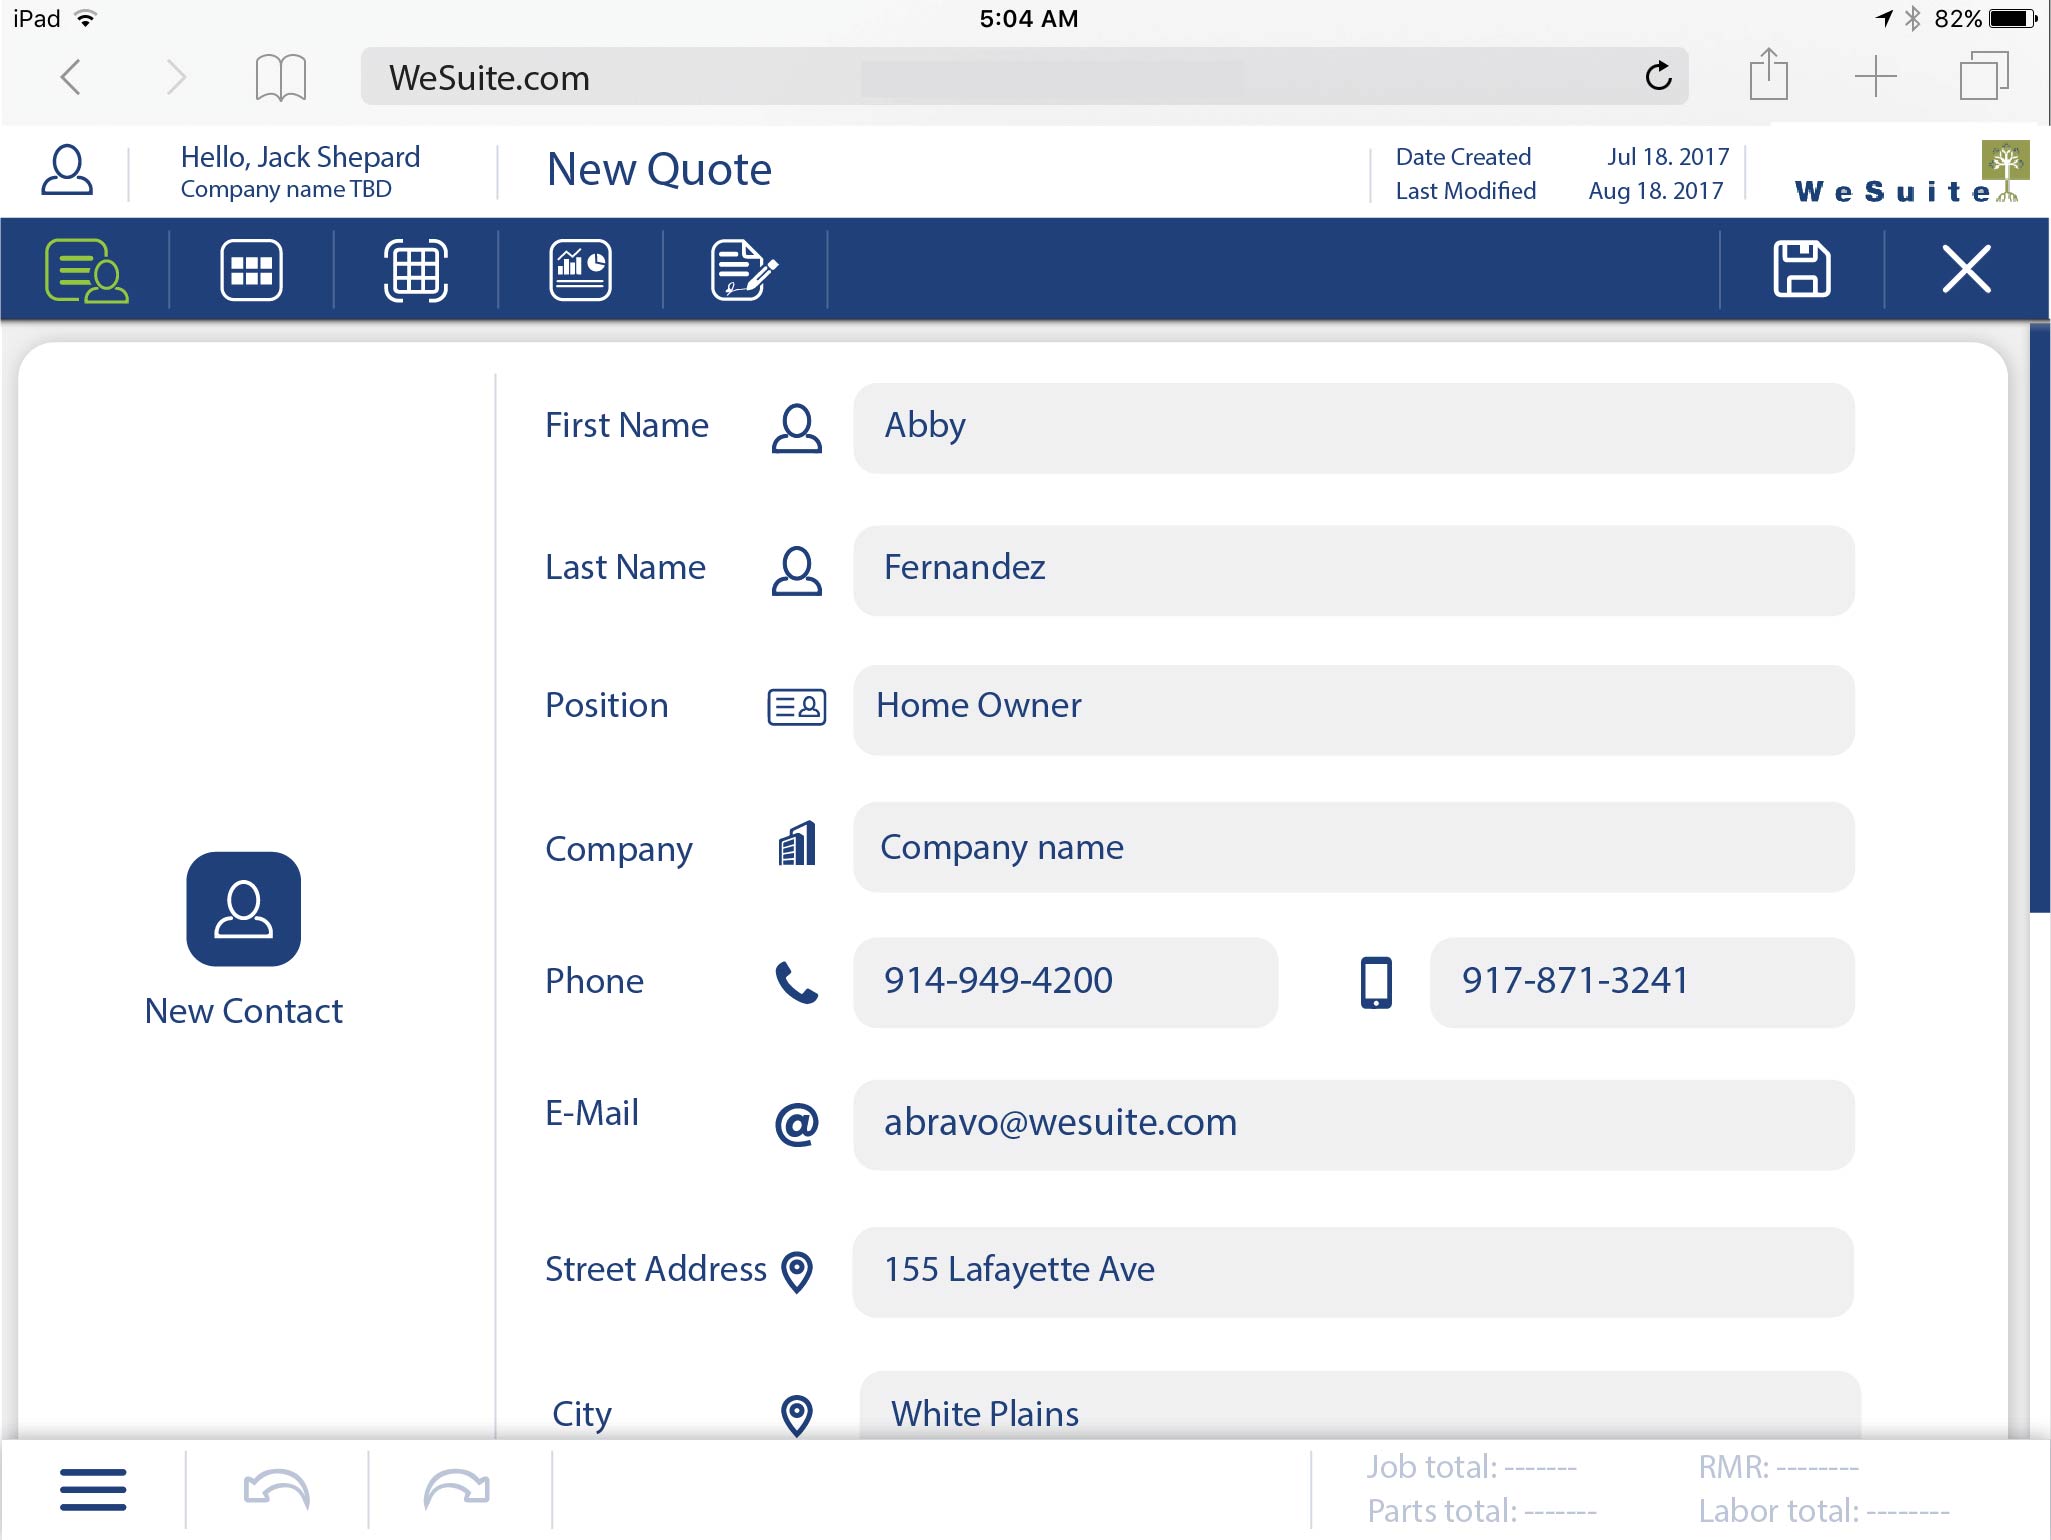 iPad 5:04 AM 82%
WeSuite.com
Hello, Jack Shepard
Company name TBD
New Quote
Date Created Jul 18. 2017
Last Modified Aug 18. 2017
WeSuite
First Name Abby
Last Name Fernandez
Position Home Owner
Company Company name
New Contact
Phone 914-949-4200 917-871-3241
E-Mail @ abravo@wesuite.com
Street Address 155 Lafayette Ave
City White Plains
Job total: ------- RMR: --------
Parts total: ------- Labor total: --------